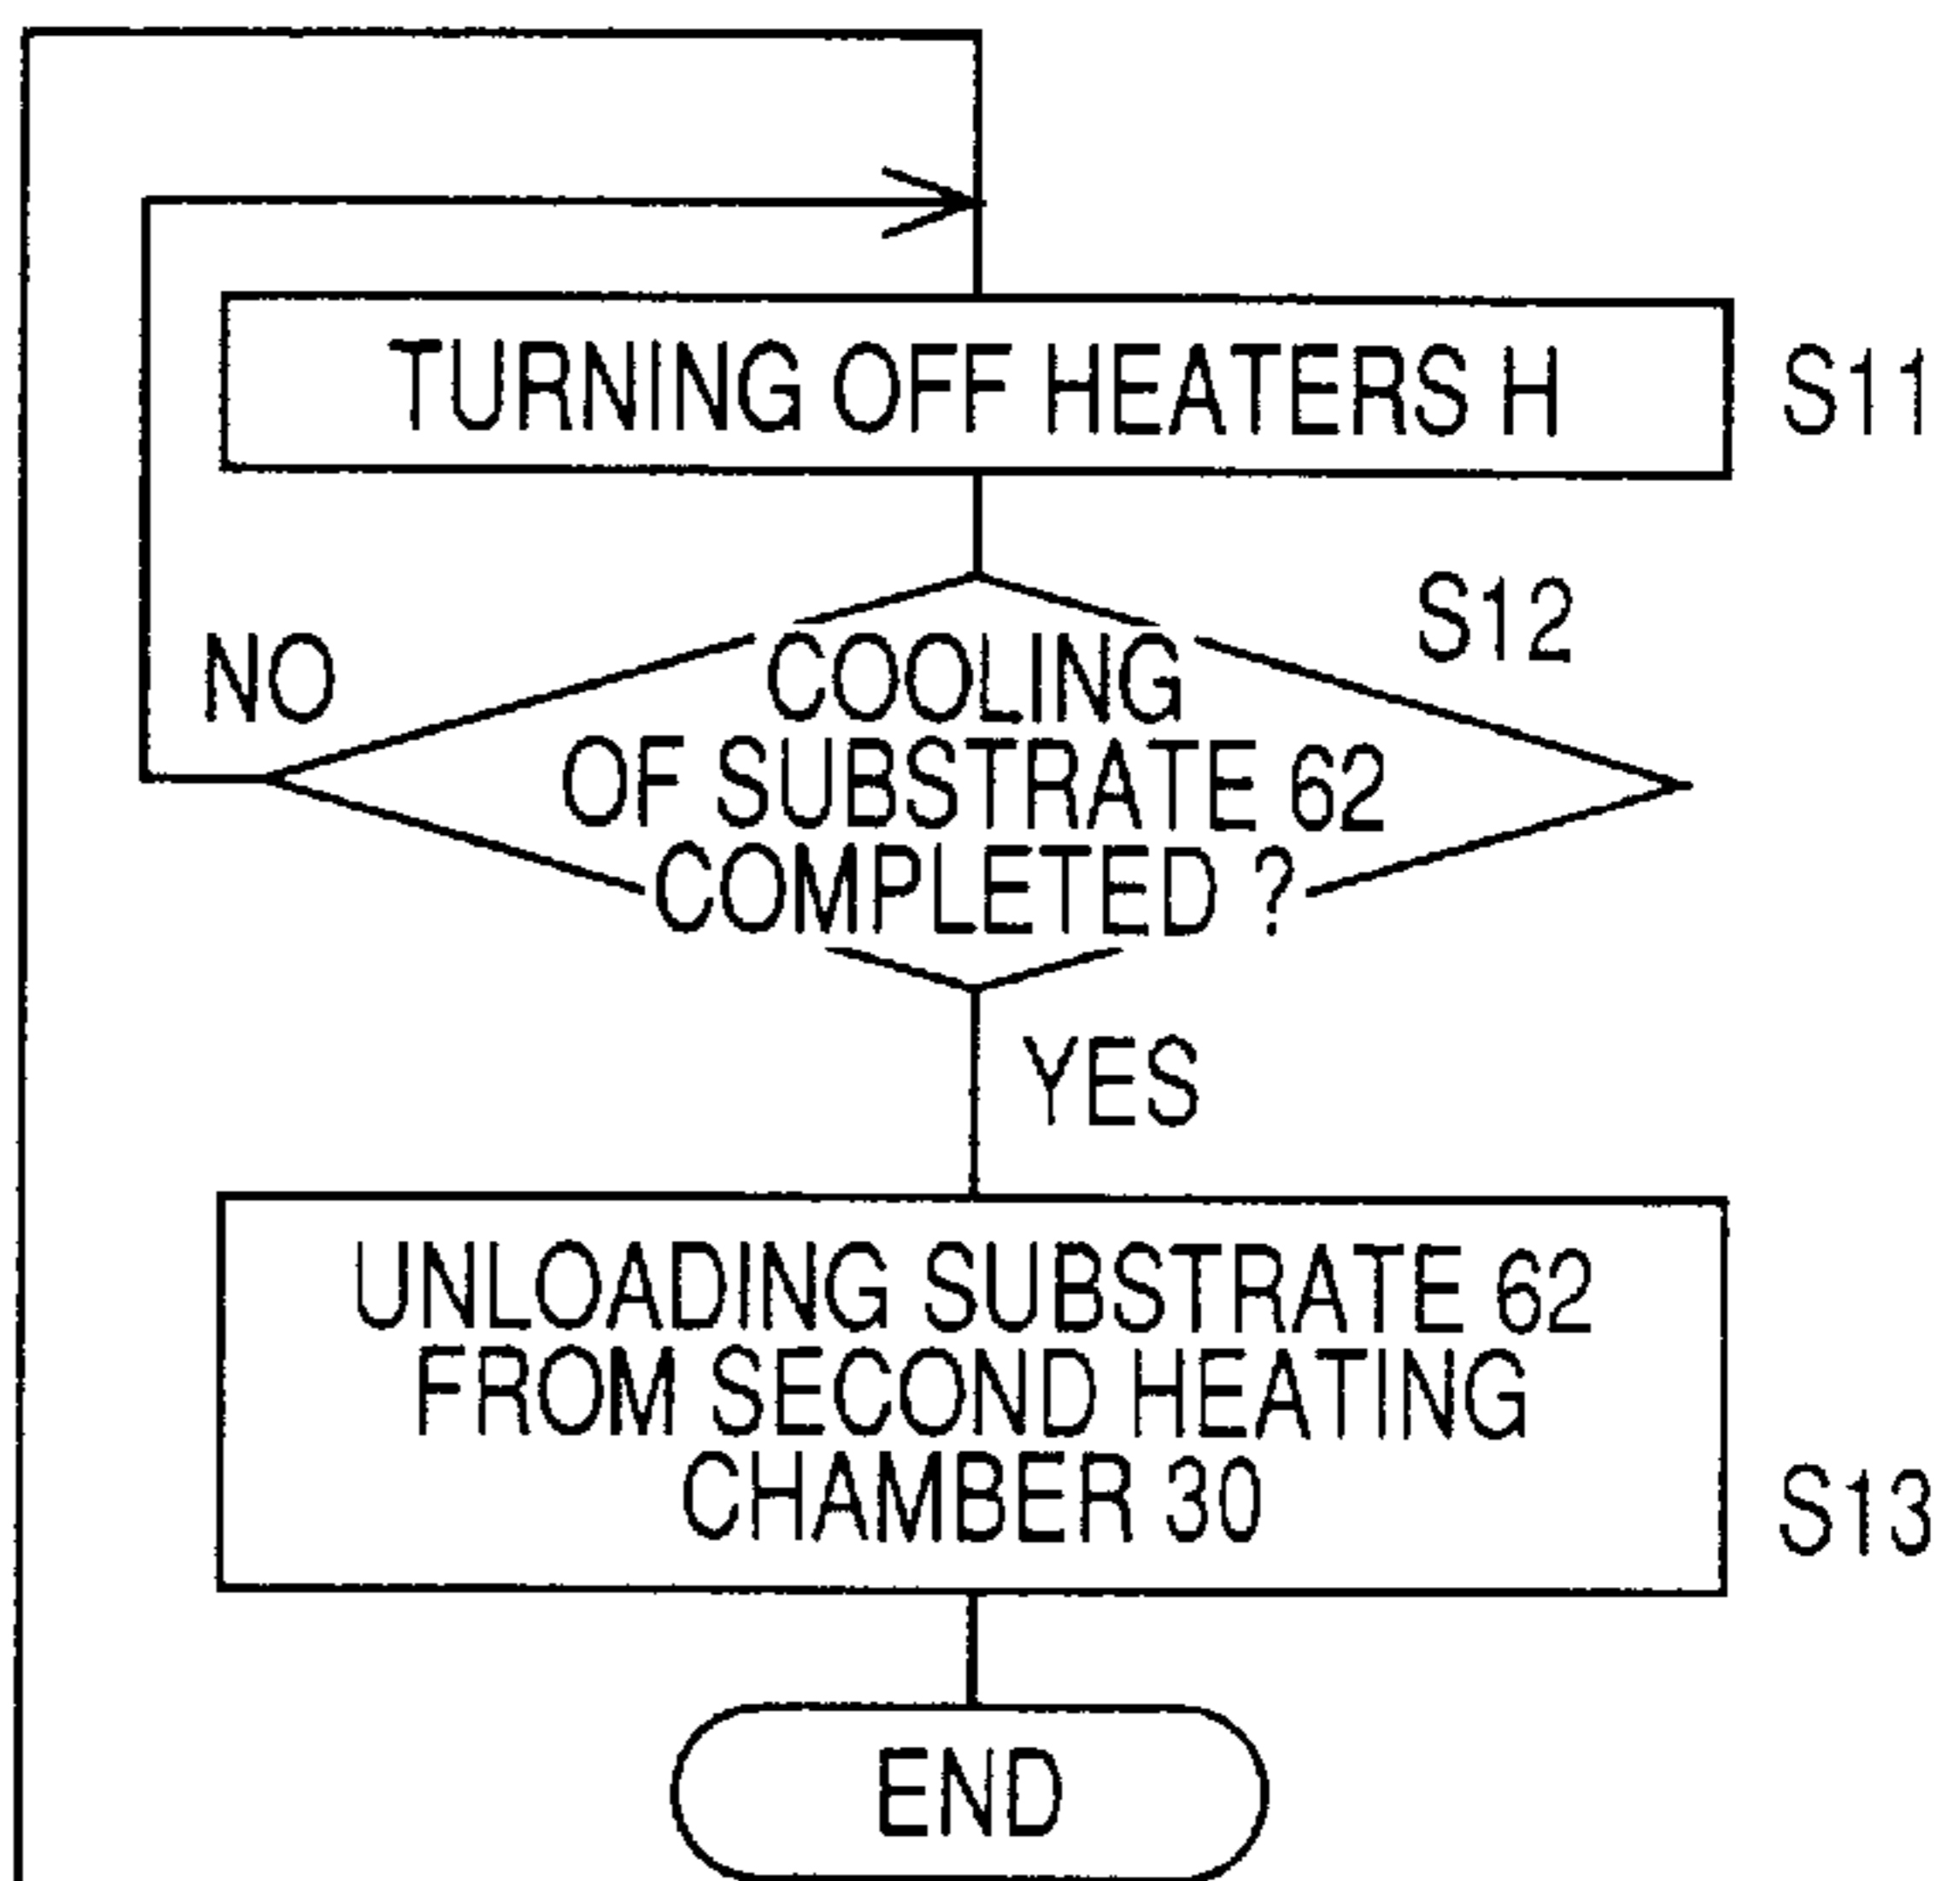 TURNING OFF HEATERS H
S11
S12
NO
COOLING
OF SUBSTRATE 62
COMPLETED ?
YES
UNLOADING SUBSTRATE 62
FROM SECOND HEATING
CHAMBER 30
S13
END